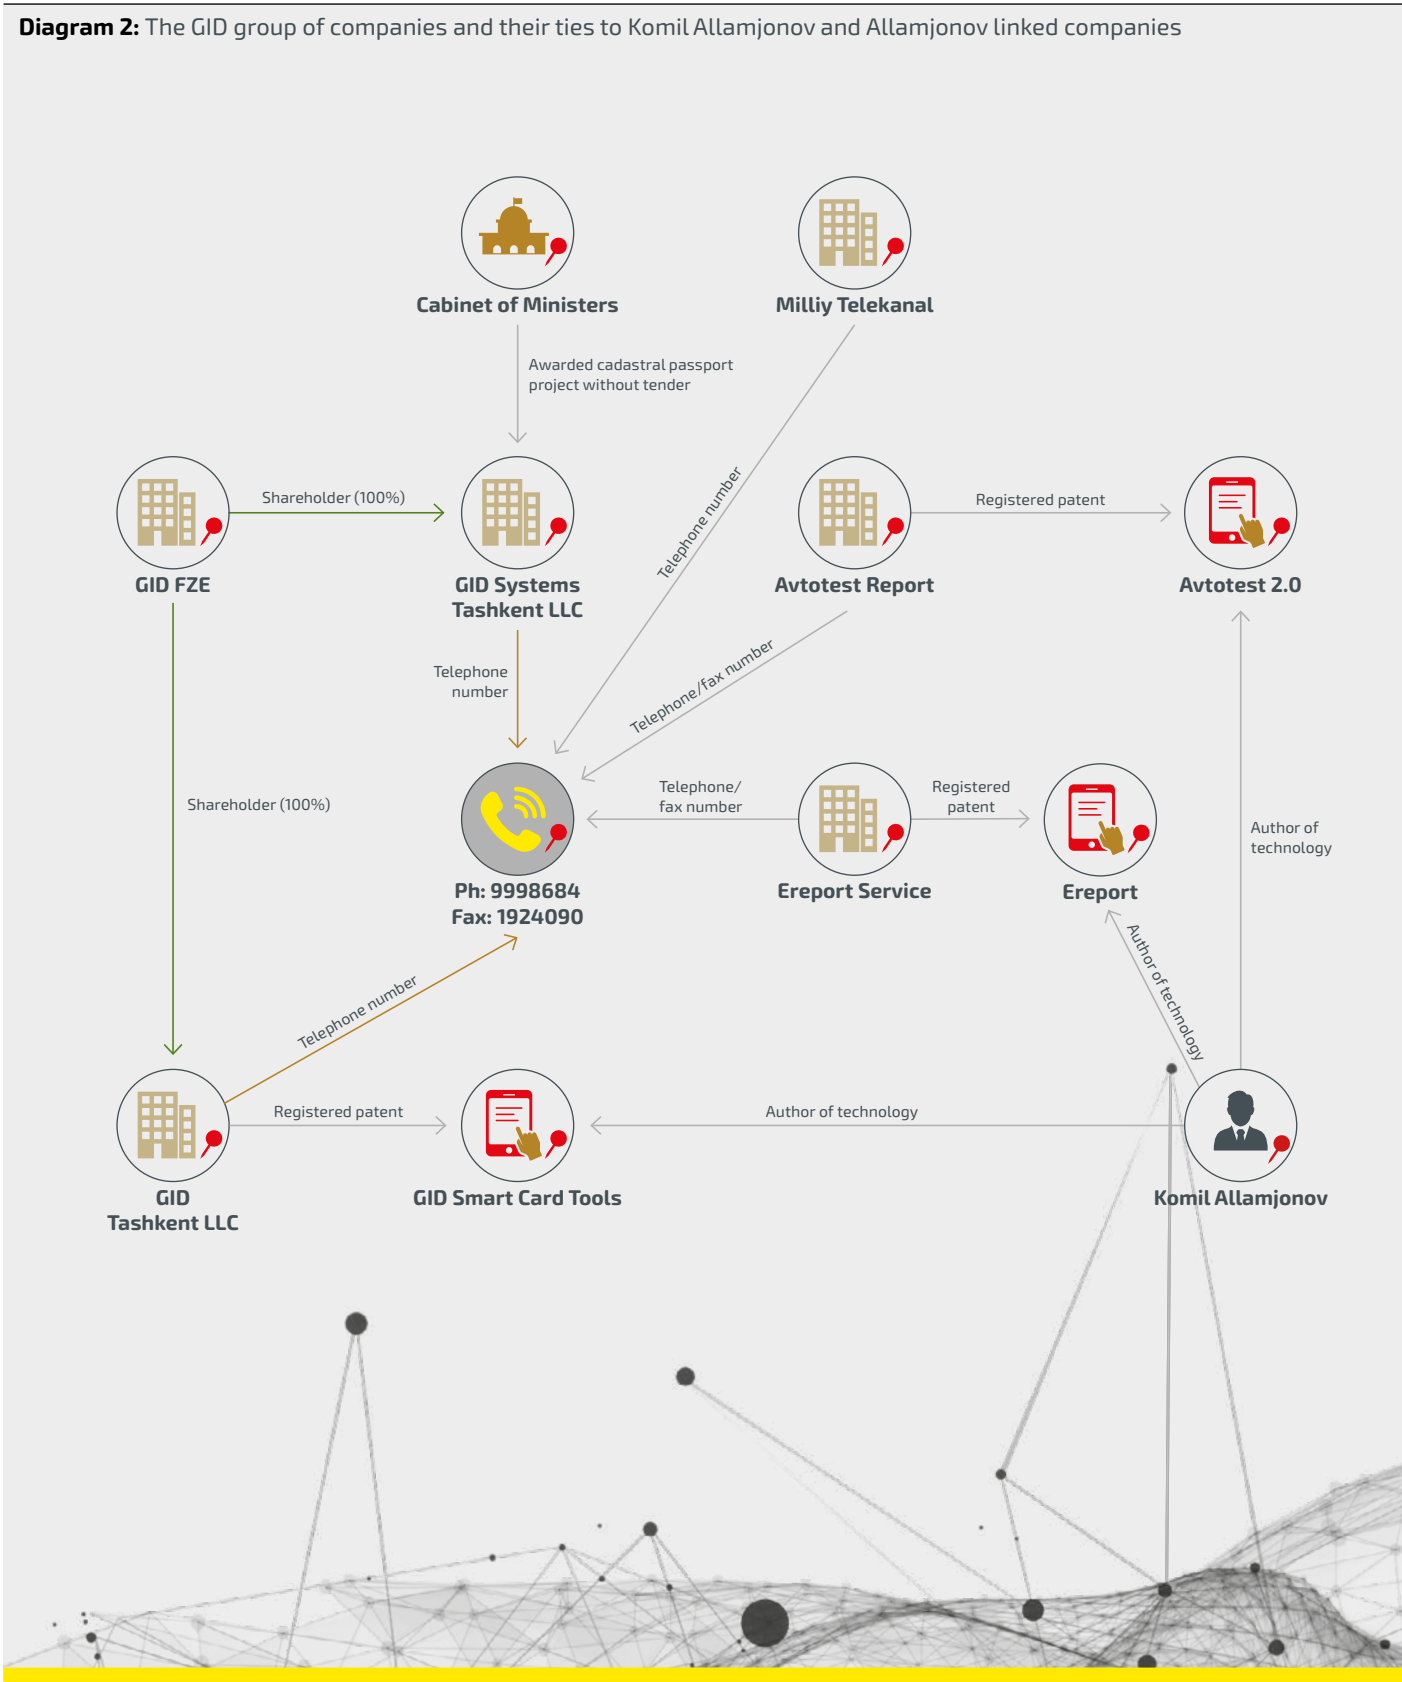 Diagram 2: The GID group of companies and their ties to Komil Allamjonov and Allamjonov linked companies
Cabinet of Ministers
Milliy Telekanal
Awarded cadastral passport
project without tender
Telephone number
Shareholder (100%)
Registered patent
GID FZE
GID Systems
Tashkent LLC
Avtotest Report
Avtotest 2.0
Telephone
number
Telephone/fax number
Shareholder (100%)
Telephone/
fax number
Registered
patent
Author of
technology
Ph: 9998684
Fax: 1924090
Ereport Service
Ereport
Author of technology
Telephone number
Registered patent
Author of technology
GID
Tashkent LLC
GID Smart Card Tools
Komil Allamjonov